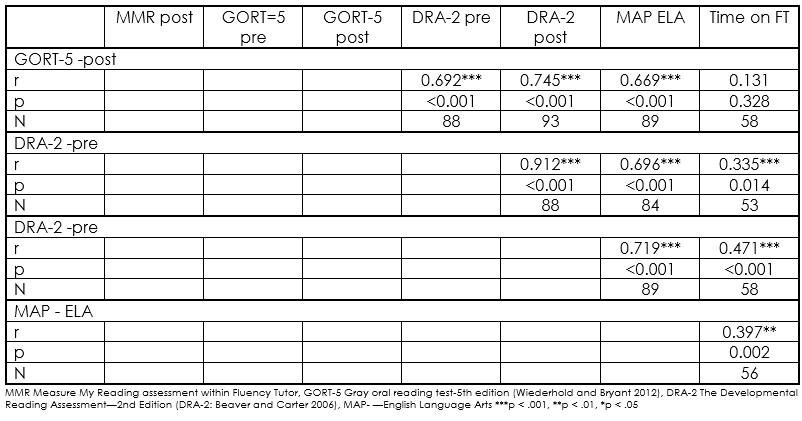 MMR post GORT=5 pre GORT-5 post DRA-2 pre DRA-2 post MAP ELA Time on FT
GORT-5 -post
r 0.692*** 0.745*** 0.669*** 0.131
p <0.001 <0.001 <0.001 0.328
N 88 93 89 58
DRA-2 -pre
r 0.912*** 0.696*** 0.335***
p <0.001 <0.001 0.014
N 88 84 53
DRA-2 -pre
r 0.719*** 0.471***
p <0.001 <0.001
N 89 58
MAP - ELA
r 0.397**
p 0.002
N 56
MMR Measure My Reading assessment within Fluency Tutor, GORT-5 Gray oral reading test-5th edition (Wiederhold and Bryant 2012), DRA-2 The Developmental
Reading Assessment—2nd Edition (DRA-2: Beaver and Carter 2006), MAP- —English Language Arts ***p < .001, **p < .01, *p < .05